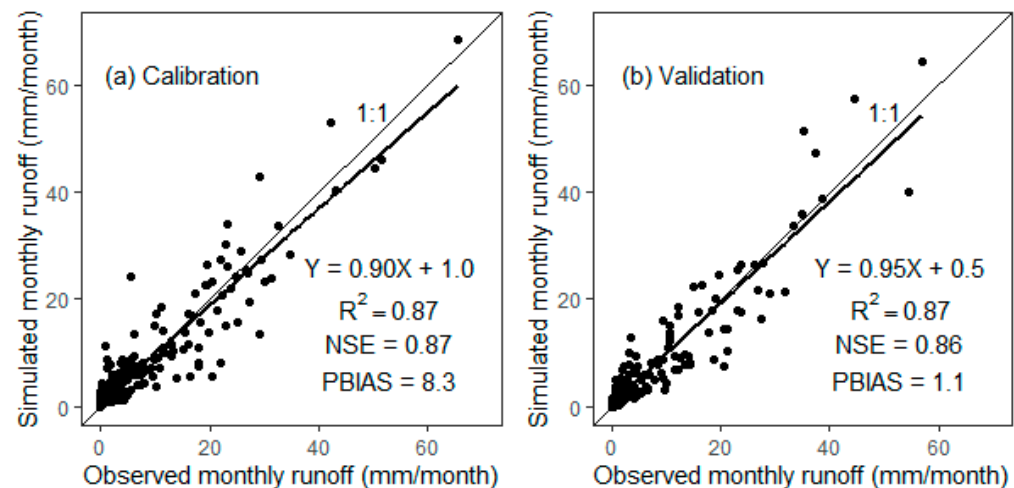 Simulated monthly runoff (mm/month)
60
40
20
0
(a) Calibration
1:1
Y = 0.90X + 1.0
R² = 0.87
NSE = 0.87
PBIAS = 8.3
0 20 40 60
Observed monthly runoff (mm/month)
Simulated monthly runoff (mm/month)
60
40
20
0
(b) Validation
1:1
Y = 0.95X + 0.5
R² = 0.87
NSE = 0.86
PBIAS = 1.1
0 20 40 60
Observed monthly runoff (mm/month)